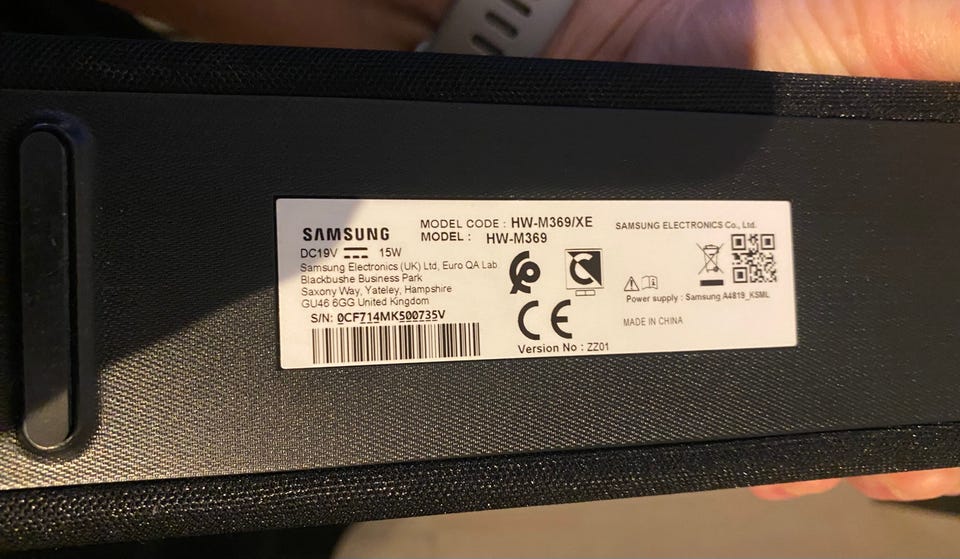 SAMSUNG
DC19V 15W
Samsung Electronics (UK) Ltd, Euro QA Lab
Blackbushe Business Park
Saxony Way, Yateley, Hampshire
GU46 6GG United Kingdom
S/N: 0CF714MK500735V
MODEL CODE : HW-M369/XE
MODEL : HW-M369
CE
Version No : ZZ01
SAMSUNG ELECTRONICS Co., Ltd.
Power supply : Samsung A4819_KSML
MADE IN CHINA